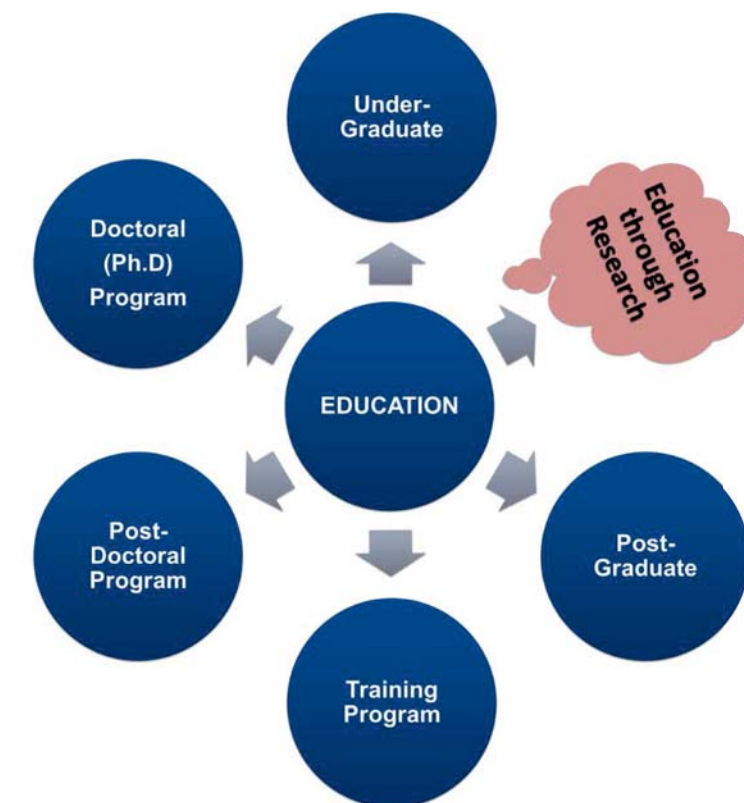 Under-
Graduate
Education
through
Research
Doctoral
(Ph.D)
Program
EDUCATION
Post-
Doctoral
Program
Post-
Graduate
Training
Program